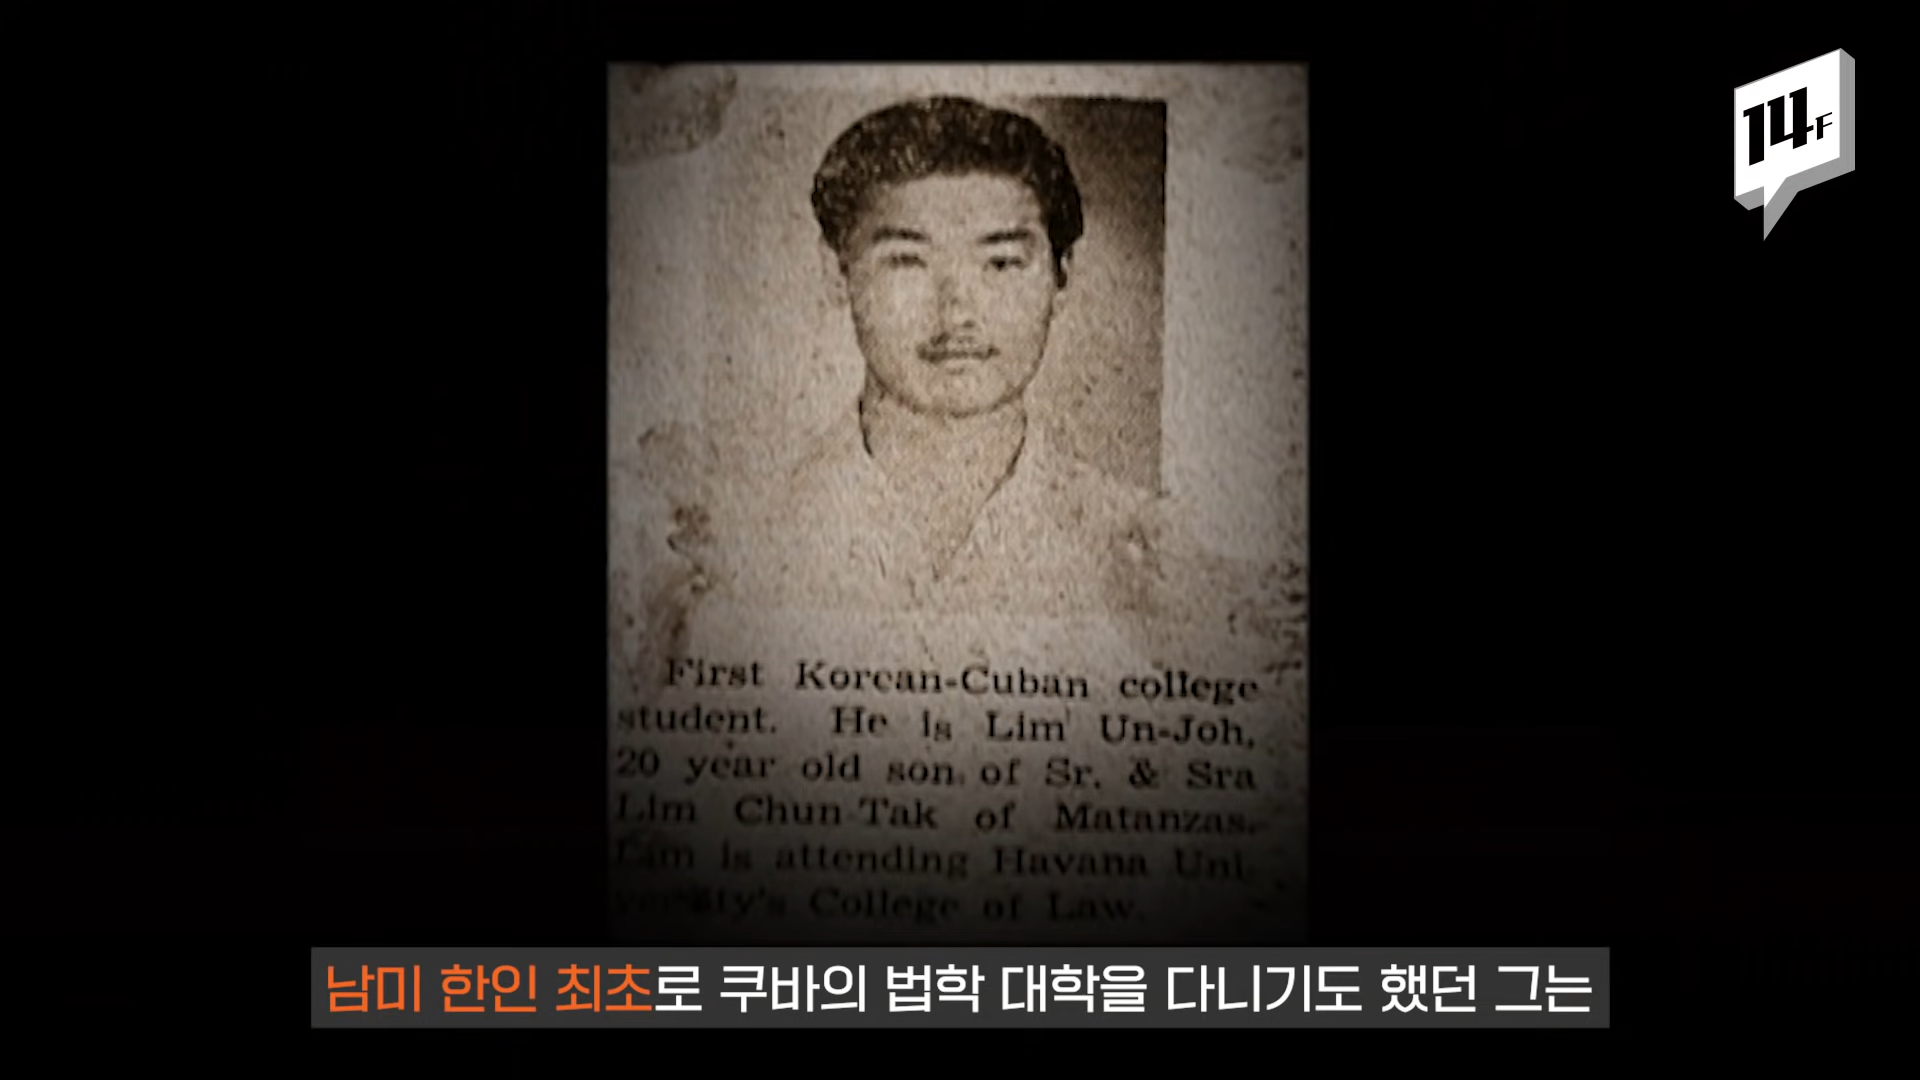 14F
First Korean-Cuban college
student. He is Lim Un-Joh,
20 year old son of Sr. & Sra
Lim Chun-Tak of Matanzas.
Lim is attending Havana Uni-
versity's College of Law.
남미 한인 최초로 쿠바의 법학 대학을 다니기도 했던 그는